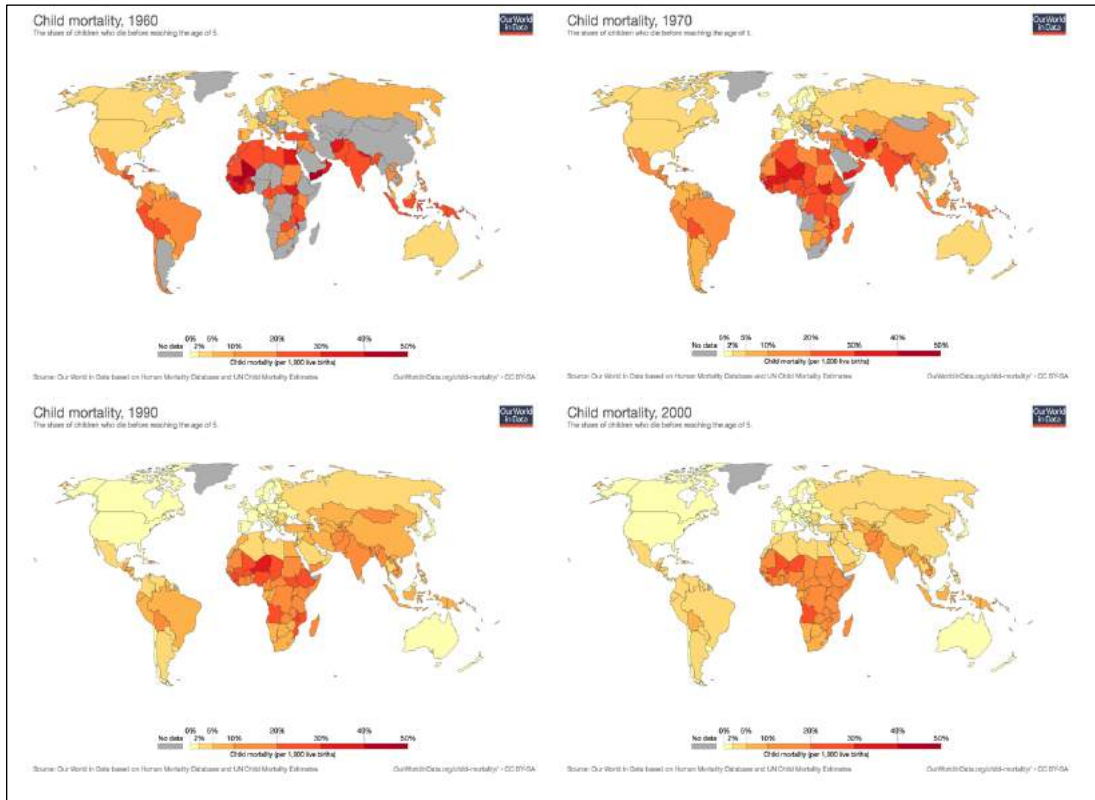 Child mortality, 1960
The share of children who die before reaching the age of 5.
Our World
in Data
No data
0%
2%
5%
10%
20%
30%
40%
50%
Child mortality (per 1,000 live births)
Source: Our World in Data based on Human Mortality Database and UN Child Mortality Estimates
OurWorldInData.org/child-mortality/ • CC BY-SA
Child mortality, 1970
The share of children who die before reaching the age of 5.
Our World
in Data
No data
0%
2%
5%
10%
20%
30%
40%
50%
Child mortality (per 1,000 live births)
Source: Our World in Data based on Human Mortality Database and UN Child Mortality Estimates
OurWorldInData.org/child-mortality/ • CC BY-SA
Child mortality, 1990
The share of children who die before reaching the age of 5.
Our World
in Data
No data
0%
2%
5%
10%
20%
30%
40%
50%
Child mortality (per 1,000 live births)
Source: Our World in Data based on Human Mortality Database and UN Child Mortality Estimates
OurWorldInData.org/child-mortality/ • CC BY-SA
Child mortality, 2000
The share of children who die before reaching the age of 5.
Our World
in Data
No data
0%
2%
5%
10%
20%
30%
40%
50%
Child mortality (per 1,000 live births)
Source: Our World in Data based on Human Mortality Database and UN Child Mortality Estimates
OurWorldInData.org/child-mortality/ • CC BY-SA